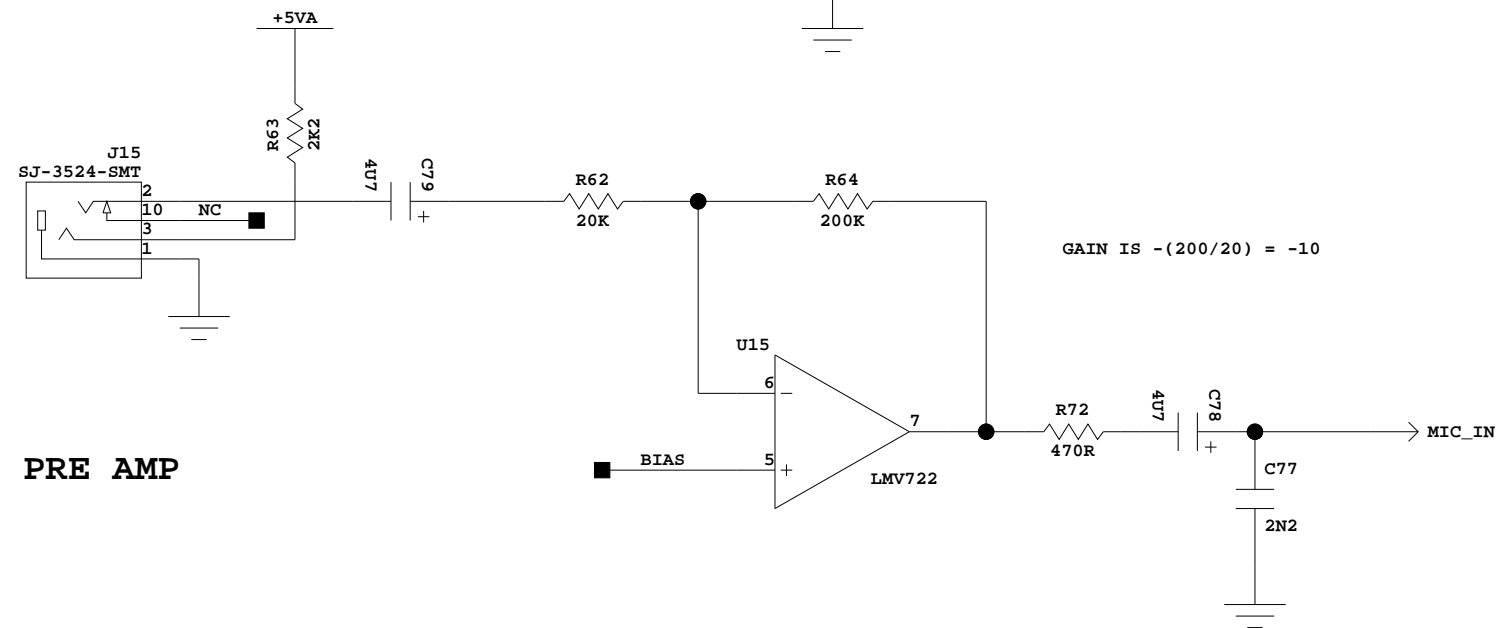 +5VA
R63
2K2
J15
SJ-3524-SMT
2
10
NC
3
1
4U7
C79
+
R62
20K
R64
200K
GAIN IS -(200/20) = -10
U15
6
−
7
BIAS
5
+
LMV722
R72
470R
4U7
C78
+
MIC_IN
C77
2N2
PRE AMP